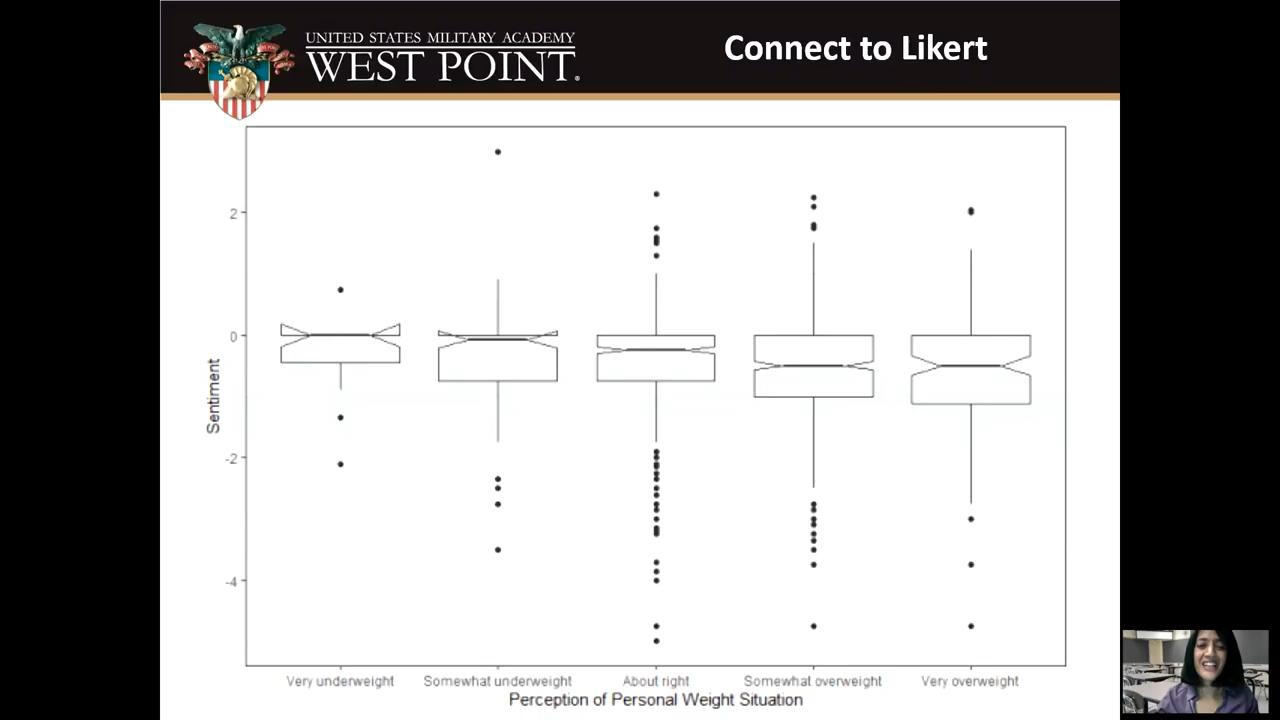 UNITED STATES MILITARY ACADEMY
WEST POINT®
Connect to Likert
2
0
-2
-4
Sentiment
Very underweight
Somewhat underweight
About right
Somewhat overweight
Very overweight
Perception of Personal Weight Situation